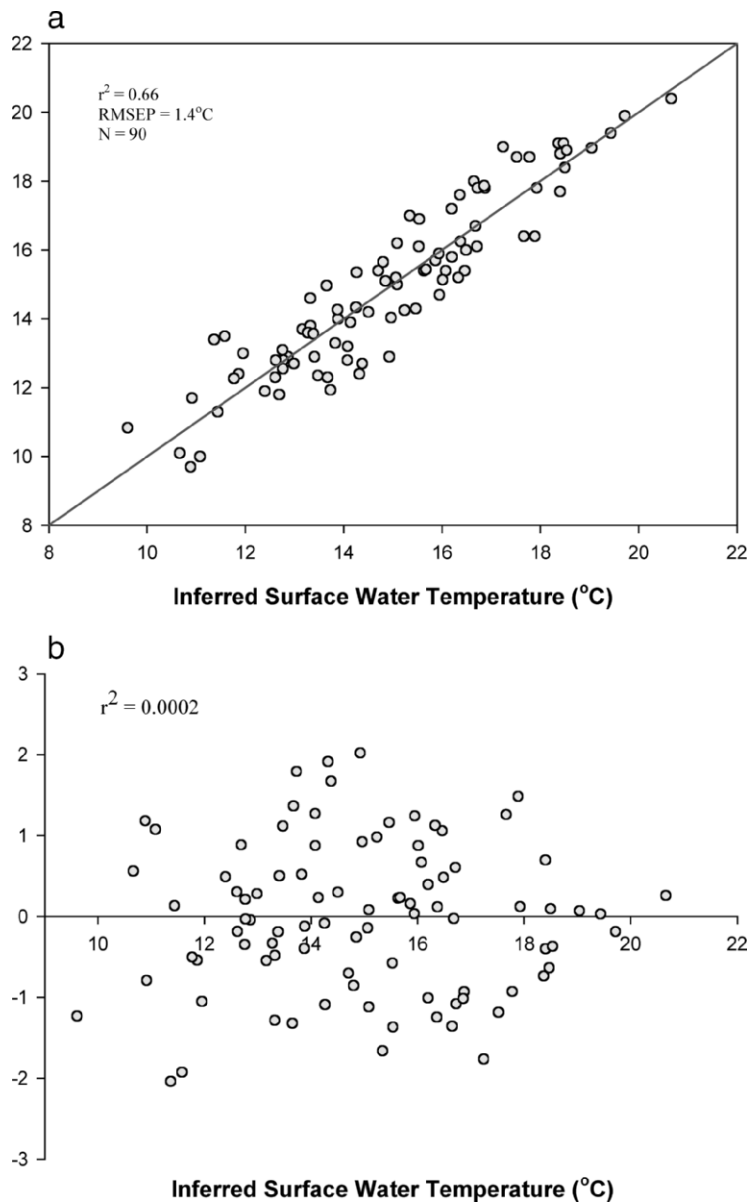 a
22
r² = 0.66
RMSEP = 1.4°C
N = 90
20
18
16
14
12
10
8
8 10 12 14 16 18 20 22
Inferred Surface Water Temperature (°C)
b
3
r² = 0.0002
2
1
0
10 12 14 16 18 20 22
-1
-2
-3
Inferred Surface Water Temperature (°C)